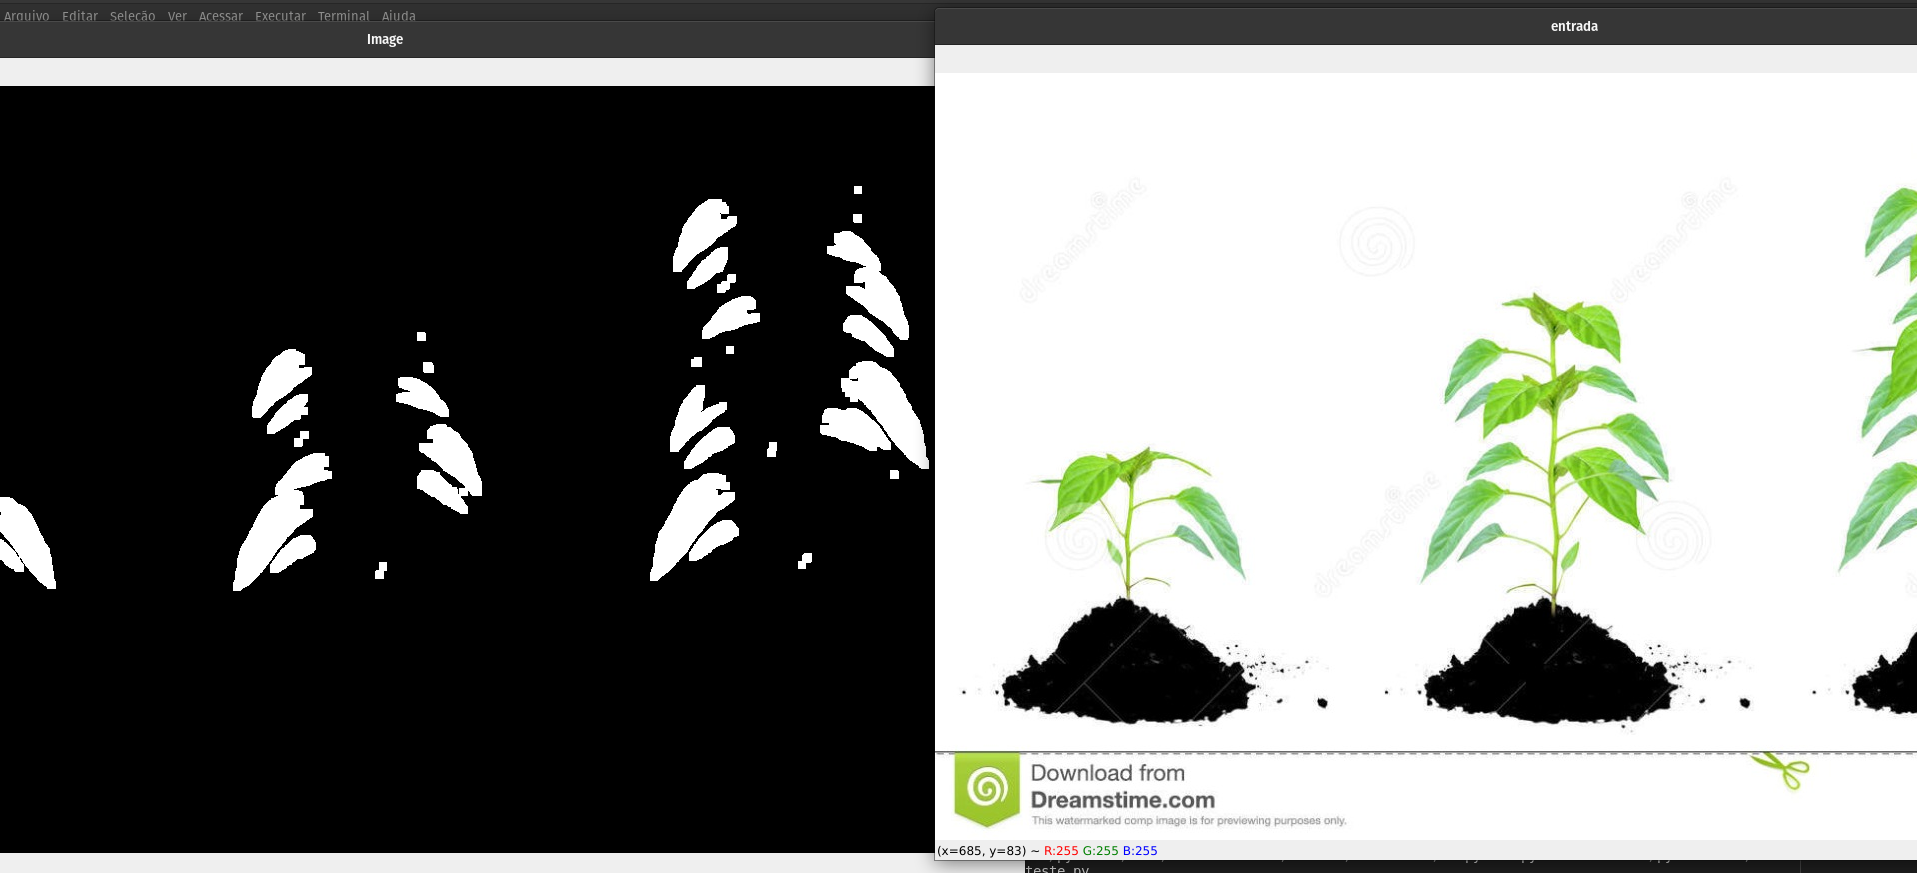 Arquivo Editar Seleção Ver Acessar Executar Terminal Ajuda
Image
entrada
dreamstime
dreamstime
dreamstime
Download from
Dreamstime.com
This watermarked comp image is for previewing purposes only.
(x=685, y=83) ~ R:255 G:255 B:255
teste.py